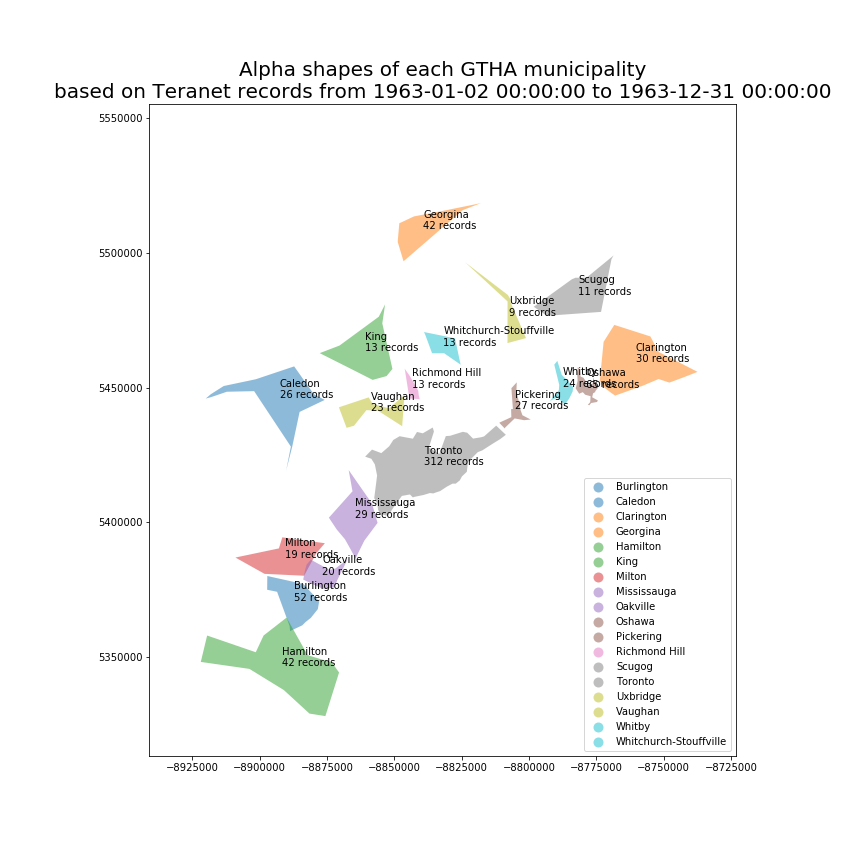 Alpha shapes of each GTHA municipality
based on Teranet records from 1963-01-02 00:00:00 to 1963-12-31 00:00:00
5550000
5500000
5450000
5400000
5350000
Georgina
42 records
Scugog
11 records
Uxbridge
9 records
King
13 records
Whitchurch-Stouffville
13 records
Clarington
30 records
Richmond Hill
13 records
Whitby
24 records
Oshawa
65 records
Caledon
26 records
Vaughan
23 records
Pickering
27 records
Toronto
312 records
Mississauga
29 records
Milton
19 records
Oakville
20 records
Burlington
52 records
Hamilton
42 records
Burlington
Caledon
Clarington
Georgina
Hamilton
King
Milton
Mississauga
Oakville
Oshawa
Pickering
Richmond Hill
Scugog
Toronto
Uxbridge
Vaughan
Whitby
Whitchurch-Stouffville
−8925000 −8900000 −8875000 −8850000 −8825000 −8800000 −8775000 −8750000 −8725000